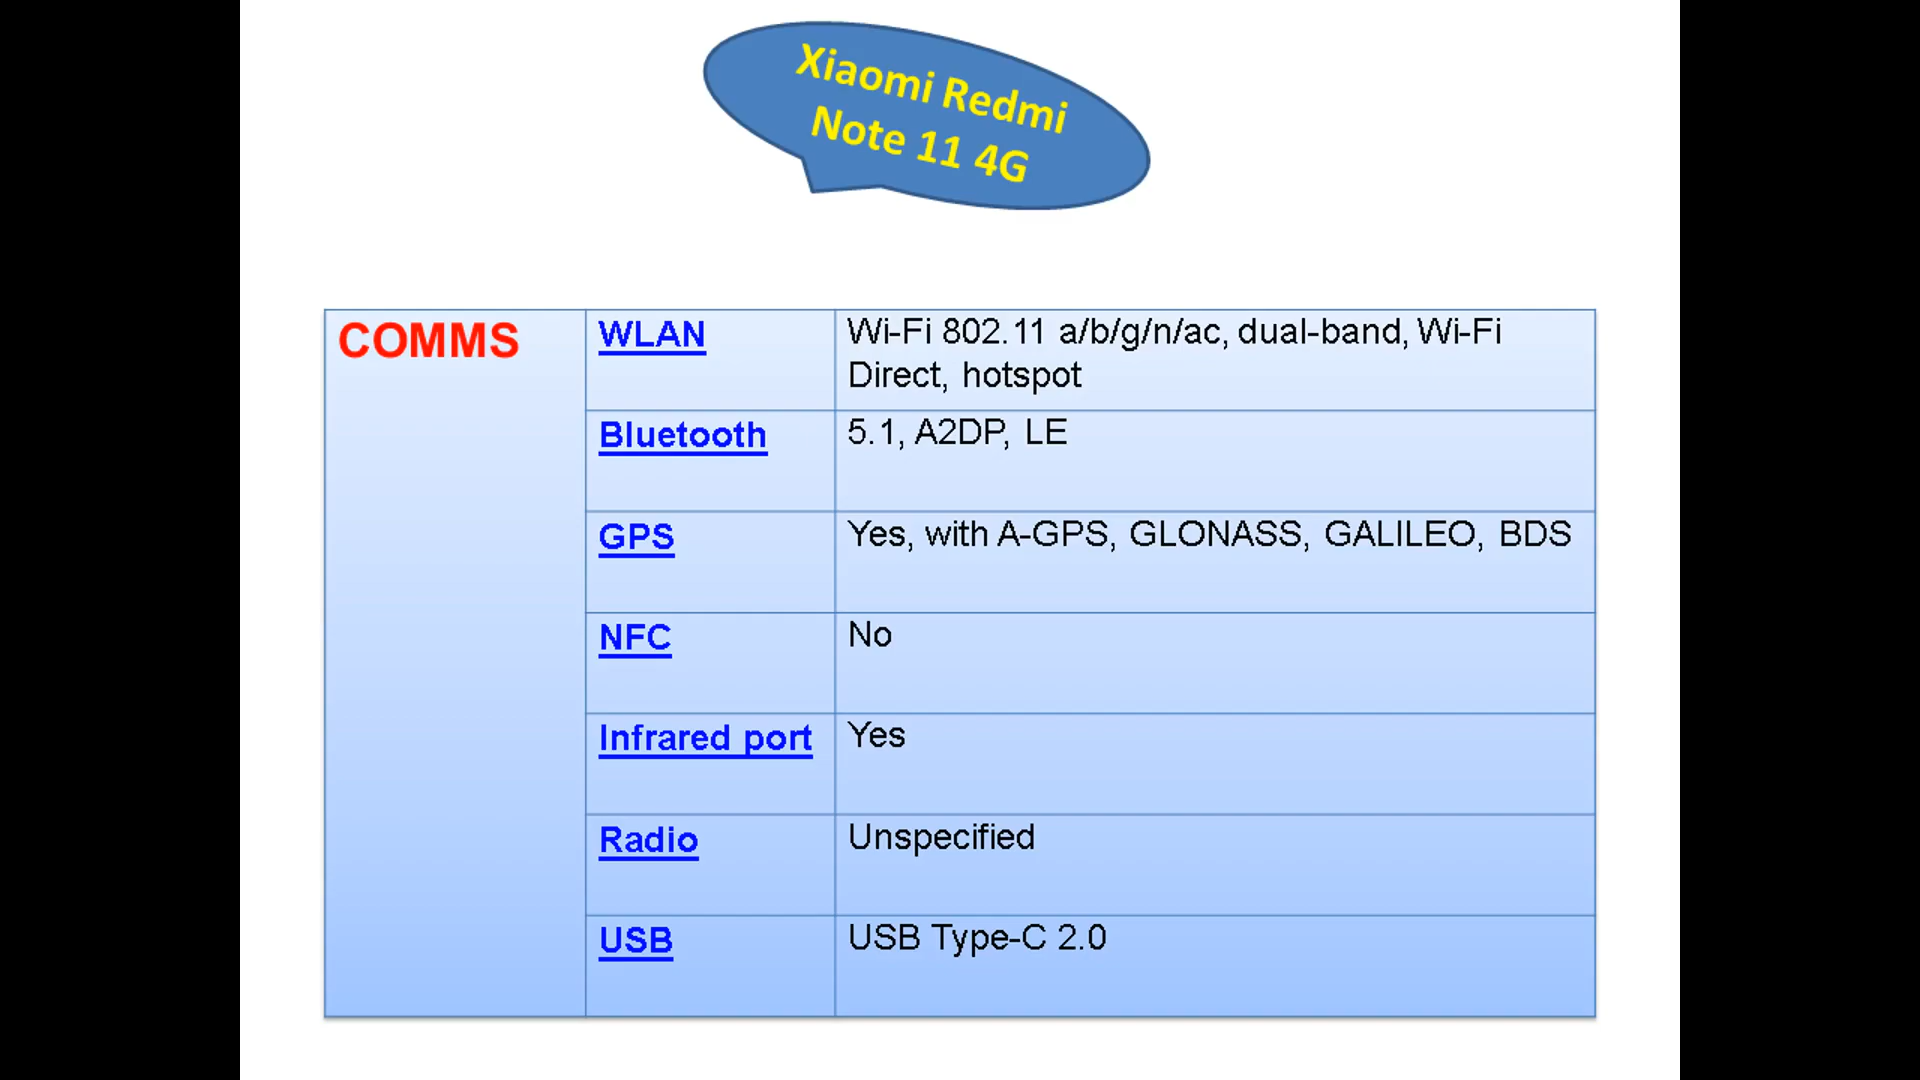 Xiaomi Redmi
Note 11 4G
COMMS
WLAN
Wi-Fi 802.11 a/b/g/n/ac, dual-band, Wi-Fi
Direct, hotspot
Bluetooth
5.1, A2DP, LE
GPS
Yes, with A-GPS, GLONASS, GALILEO, BDS
NFC
No
Infrared port
Yes
Radio
Unspecified
USB
USB Type-C 2.0